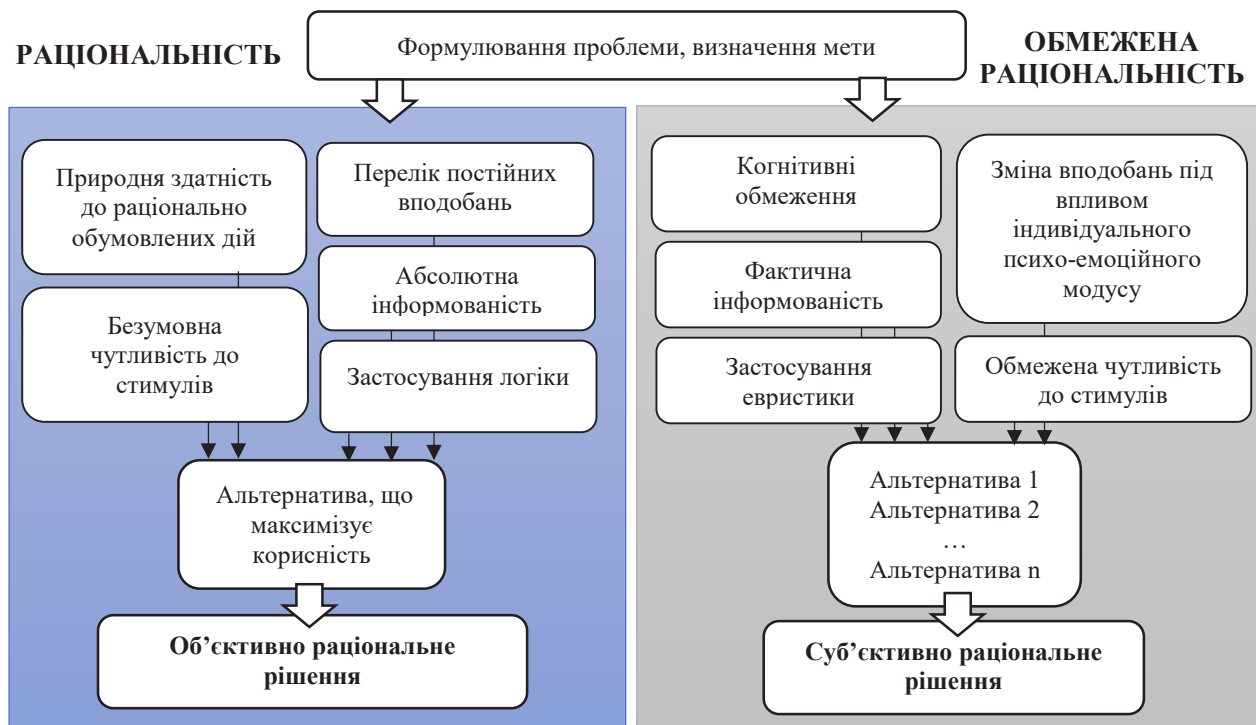 РАЦІОНАЛЬНІСТЬ
Формулювання проблеми, визначення мети
ОБМЕЖЕНА
РАЦІОНАЛЬНІСТЬ
Природня здатність
до раціонально
обумовлених дій
Перелік постійних
вподобань
Абсолютна
інформованість
Безумовна
чутливість до
стимулів
Застосування логіки
Альтернатива, що
максимізує
корисність
Об’єктивно раціональне
рішення
Когнітивні
обмеження
Зміна вподобань під
впливом
індивідуального
психо-емоційного
модусу
Фактична
інформованість
Застосування
евристики
Обмежена чутливість
до стимулів
Альтернатива 1
Альтернатива 2
…
Альтернатива n
Суб’єктивно раціональне
рішення